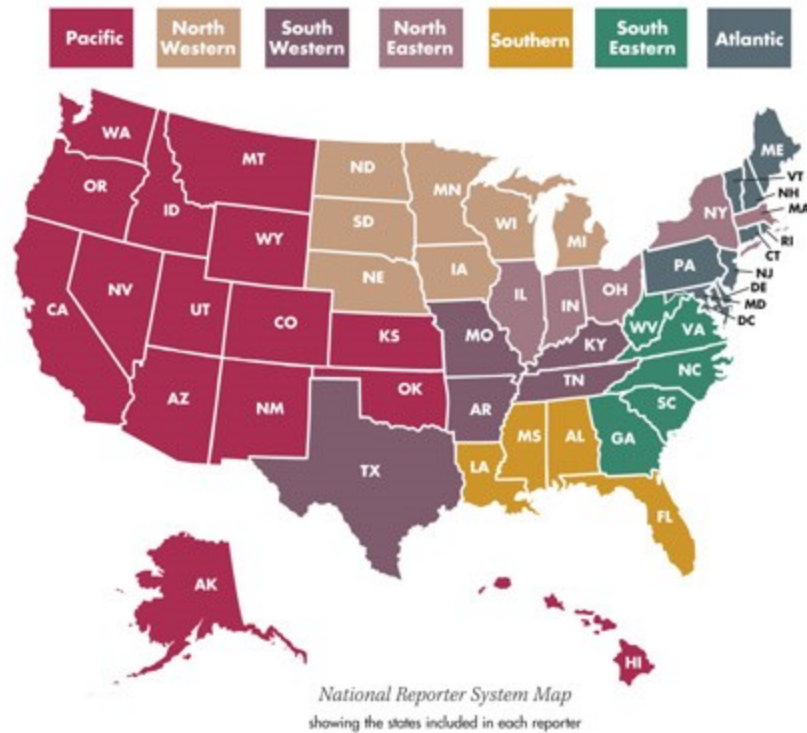 Pacific
North
Western
South
Western
North
Eastern
Southern
South
Eastern
Atlantic
WA
OR
ID
MT
WY
NV
CA
UT
CO
AZ
NM
KS
OK
TX
ND
SD
NE
MN
IA
WI
MI
MO
AR
IL
IN
OH
KY
TN
LA
MS
AL
FL
GA
SC
NC
VA
WV
PA
NY
ME
VT
NH
MA
RI
CT
NJ
DE
MD
DC
AK
HI
National Reporter System Map
showing the states included in each reporter